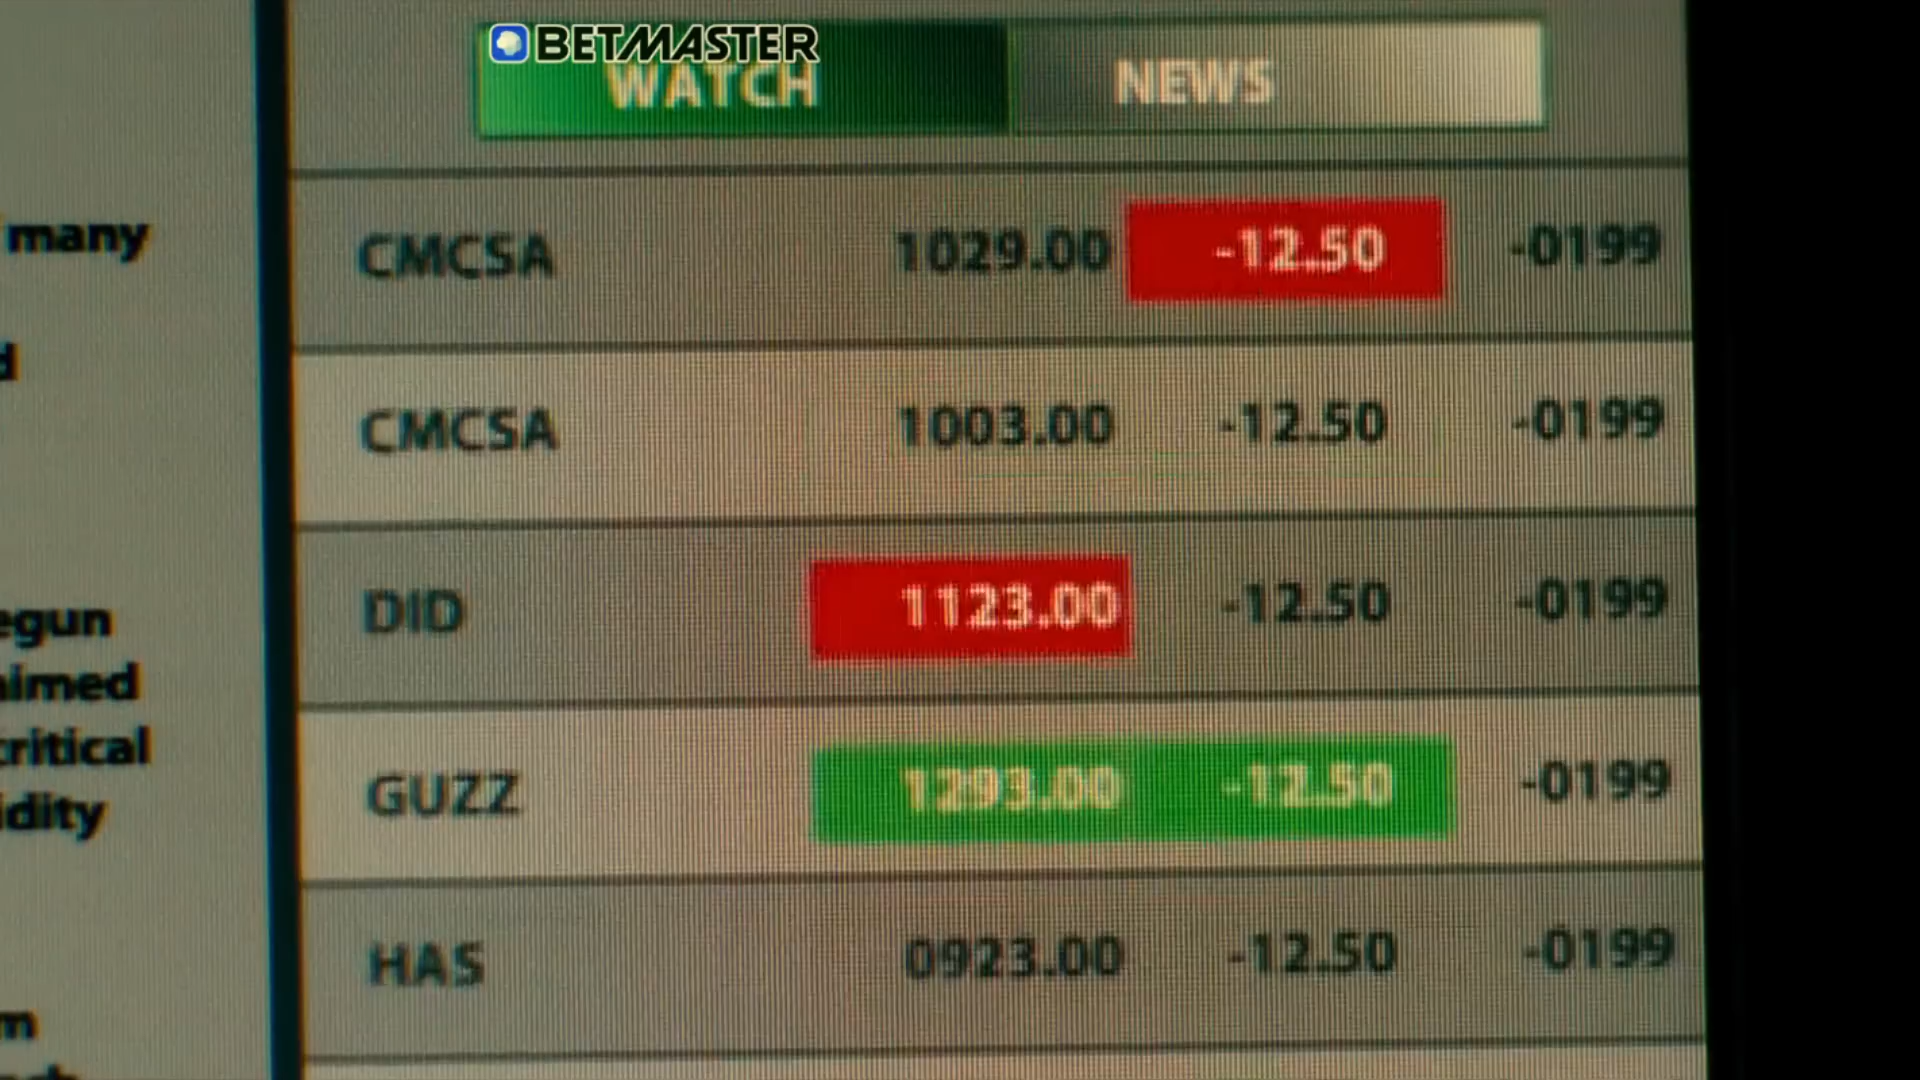 BETMASTER
WATCH NEWS
many
CMCSA 1029.00 -12.50 -0199
CMCSA 1003.00 -12.50 -0199
DID 1123.00 -12.50 -0199
egun
aimed
critical
idity
GUZZ 1293.00 -12.50 -0199
HAS 0923.00 -12.50 -0199